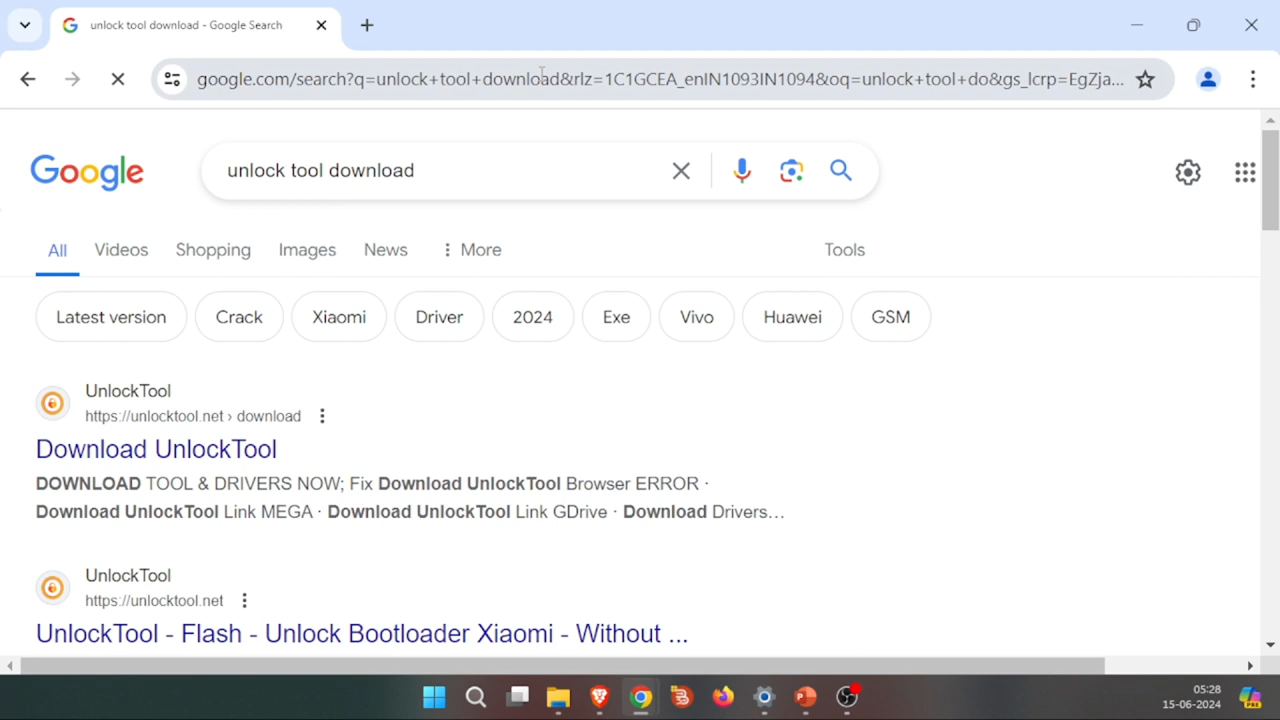 unlock tool download - Google Search
google.com/search?q=unlock+tool+download&rlz=1C1GCEA_enIN1093IN1094&oq=unlock+tool+do&gs_lcrp=EgZja...
Google
unlock tool download
All Videos Shopping Images News More Tools
Latest version Crack Xiaomi Driver 2024 Exe Vivo Huawei GSM
UnlockTool
https://unlocktool.net › download
Download UnlockTool
DOWNLOAD TOOL & DRIVERS NOW; Fix Download UnlockTool Browser ERROR ·
Download UnlockTool Link MEGA · Download UnlockTool Link GDrive · Download Drivers...
UnlockTool
https://unlocktool.net
UnlockTool - Flash - Unlock Bootloader Xiaomi - Without ...
05:28
15-06-2024
PRE